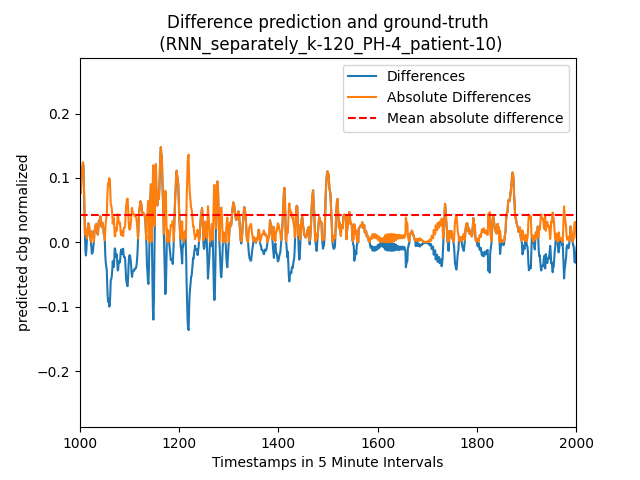 Difference prediction and ground-truth
(RNN_separately_k-120_PH-4_patient-10)
Differences
Absolute Differences
Mean absolute difference
predicted cbg normalized
0.2
0.1
0.0
−0.1
−0.2
1000
1200
1400
1600
1800
2000
Timestamps in 5 Minute Intervals